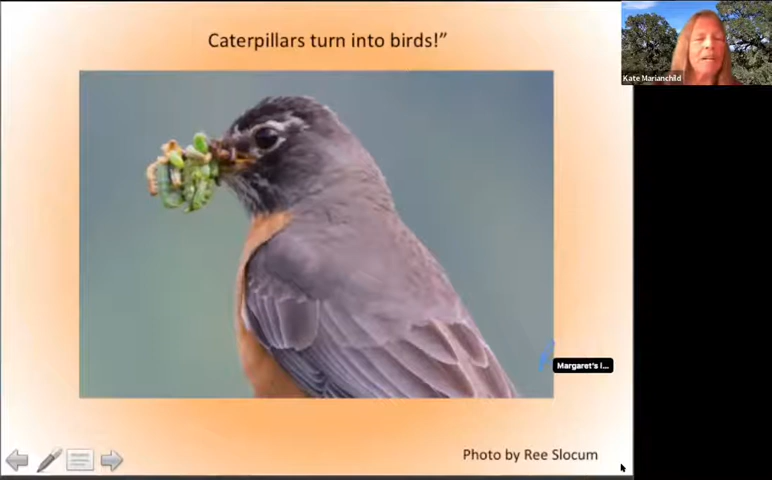 Caterpillars turn into birds!”
Kate Marianchild
Margaret's i...
Photo by Ree Slocum